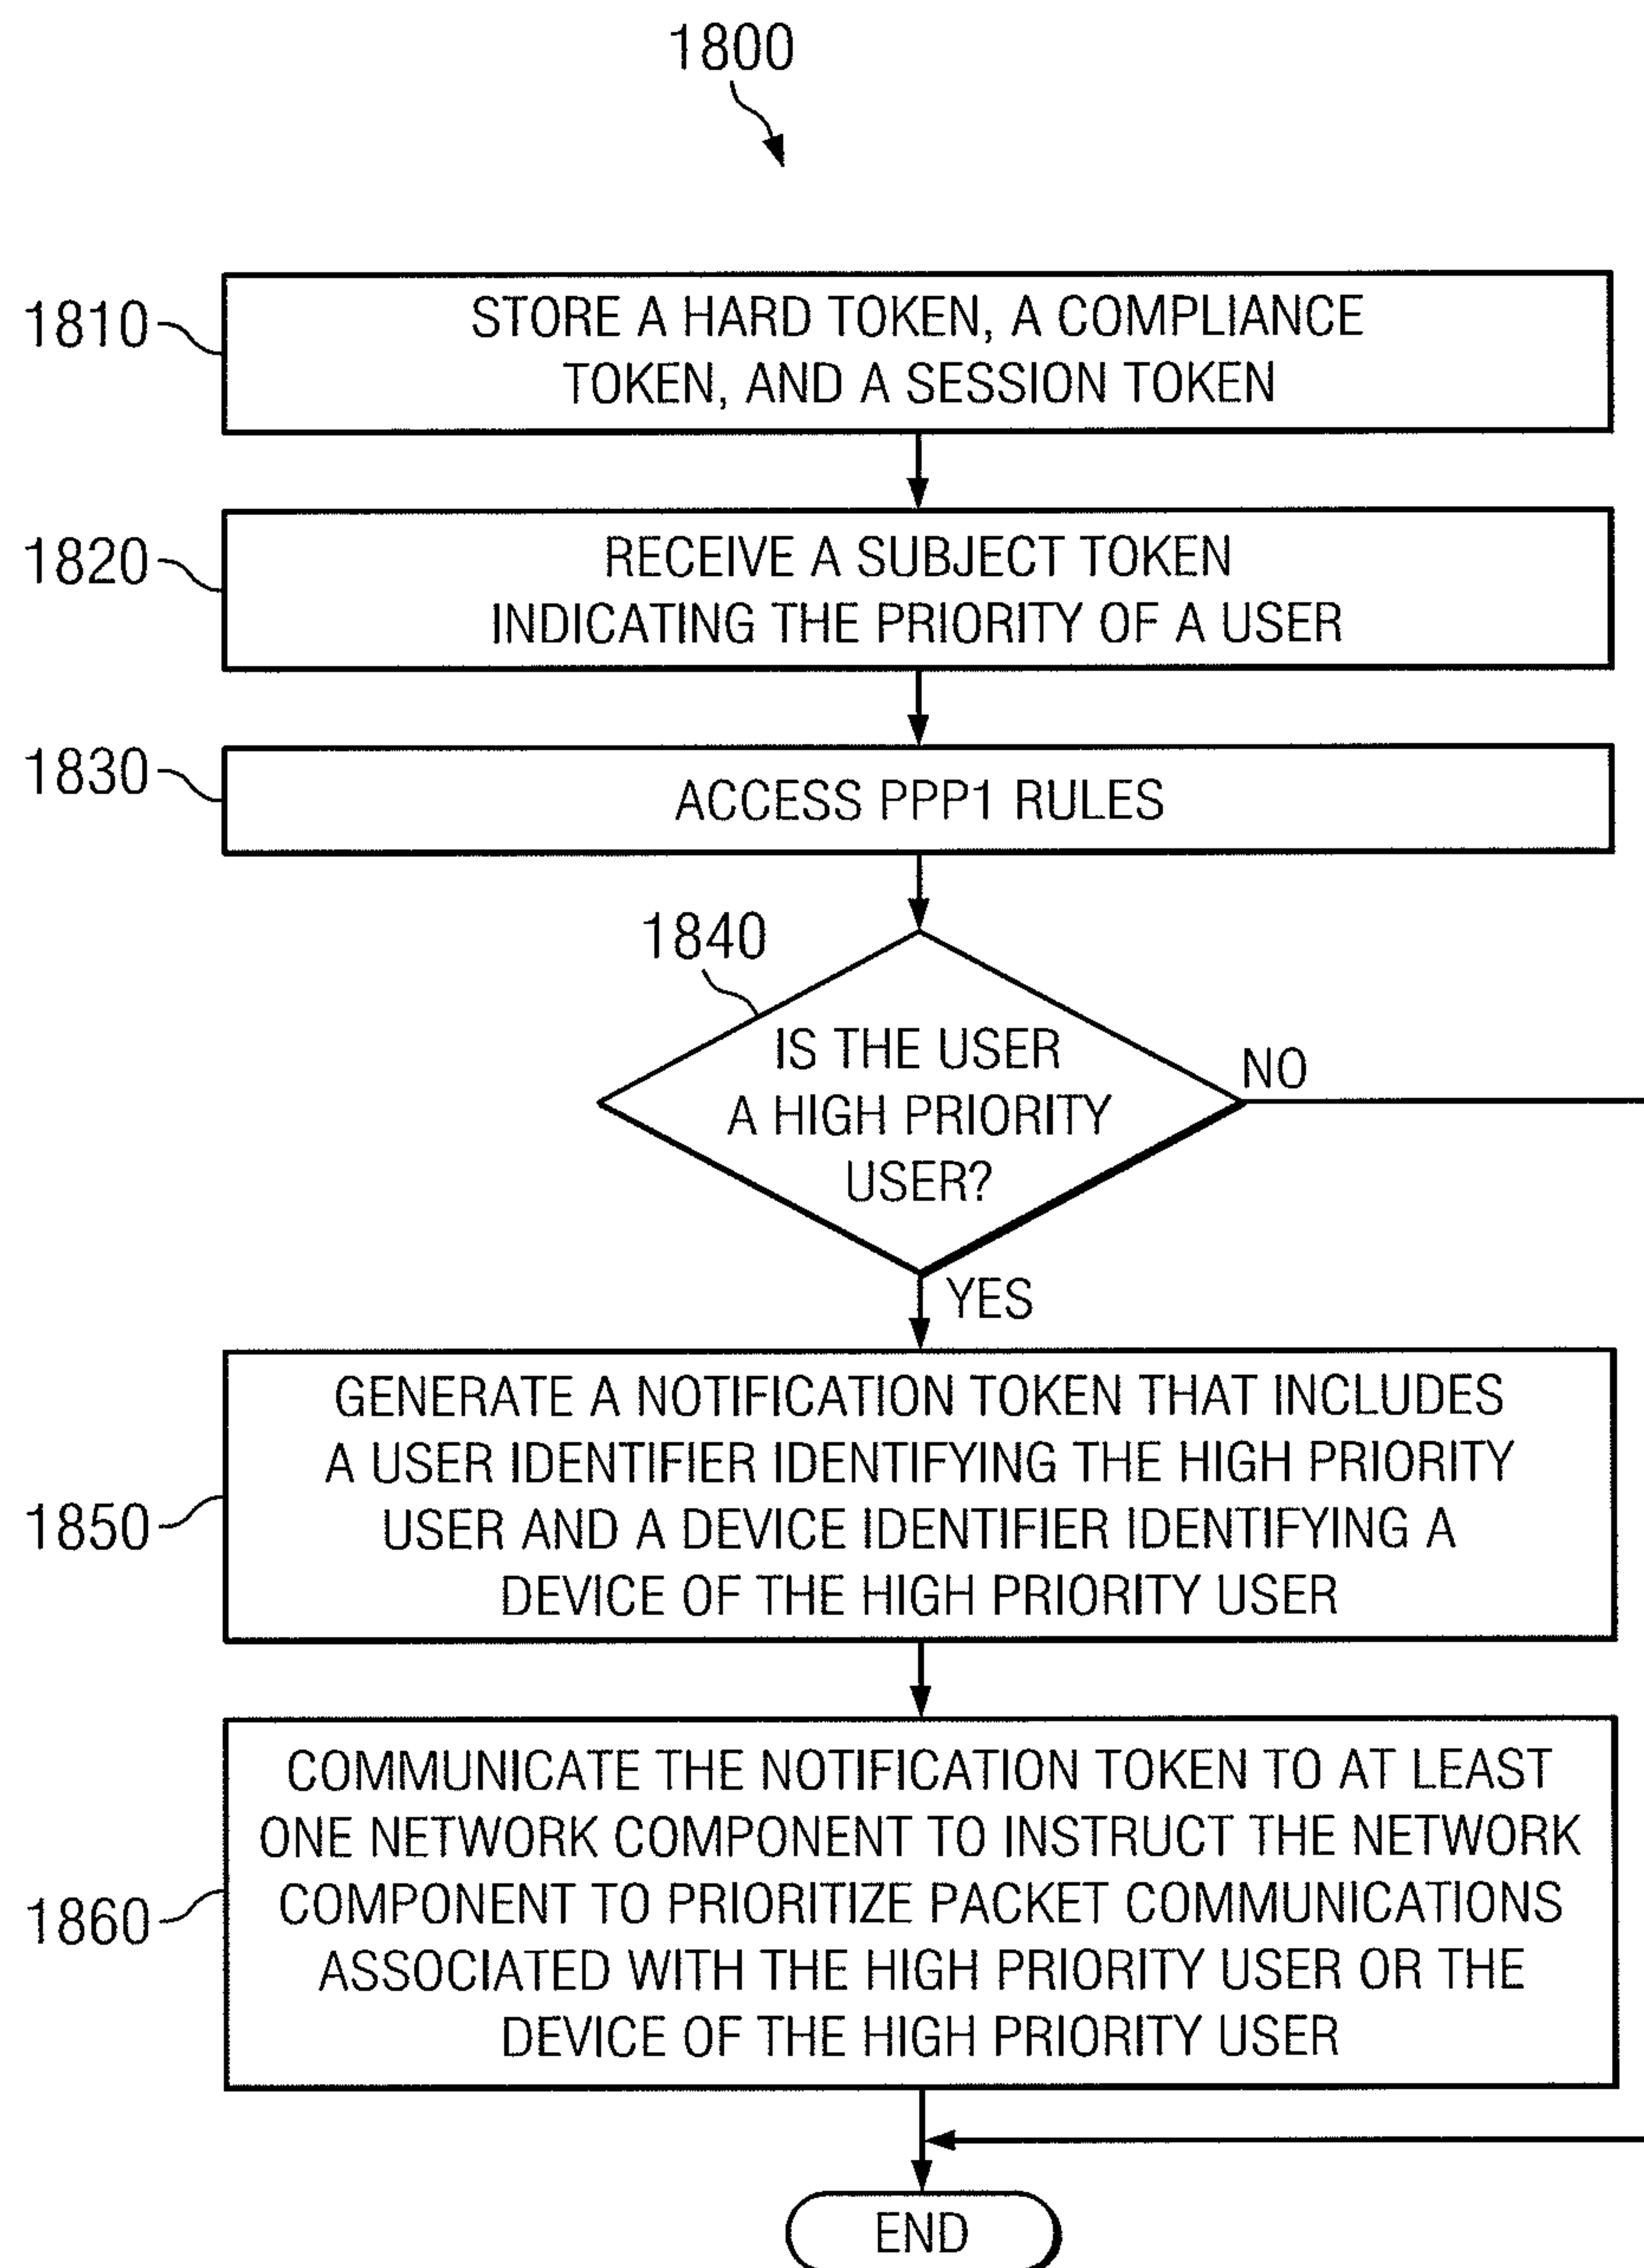 1800
1810
STORE A HARD TOKEN, A COMPLIANCE
TOKEN, AND A SESSION TOKEN
1820
RECEIVE A SUBJECT TOKEN
INDICATING THE PRIORITY OF A USER
1830
ACCESS PPP1 RULES
1840
IS THE USER
A HIGH PRIORITY
USER?
NO
YES
1850
GENERATE A NOTIFICATION TOKEN THAT INCLUDES
A USER IDENTIFIER IDENTIFYING THE HIGH PRIORITY
USER AND A DEVICE IDENTIFIER IDENTIFYING A
DEVICE OF THE HIGH PRIORITY USER
1860
COMMUNICATE THE NOTIFICATION TOKEN TO AT LEAST
ONE NETWORK COMPONENT TO INSTRUCT THE NETWORK
COMPONENT TO PRIORITIZE PACKET COMMUNICATIONS
ASSOCIATED WITH THE HIGH PRIORITY USER OR THE
DEVICE OF THE HIGH PRIORITY USER
END